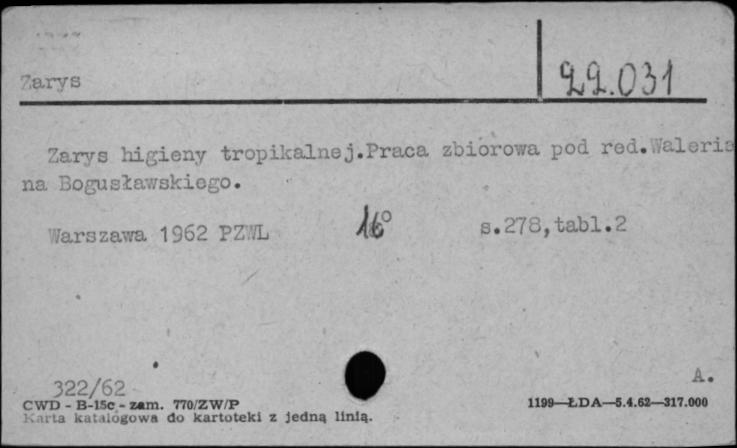 Zarys
22.031
Zarys higieny tropikalnej.Praca zbiorowa pod red.Waleria
na Bogusławskiego.
Warszawa 1962 PZWL 16° s.278,tabl.2
322/62
A.
CWD - B-15c - zam. 770/ZW/P
1199—ŁDA—5.4.62—317.000
Karta katalogowa do kartoteki z jedną linią.